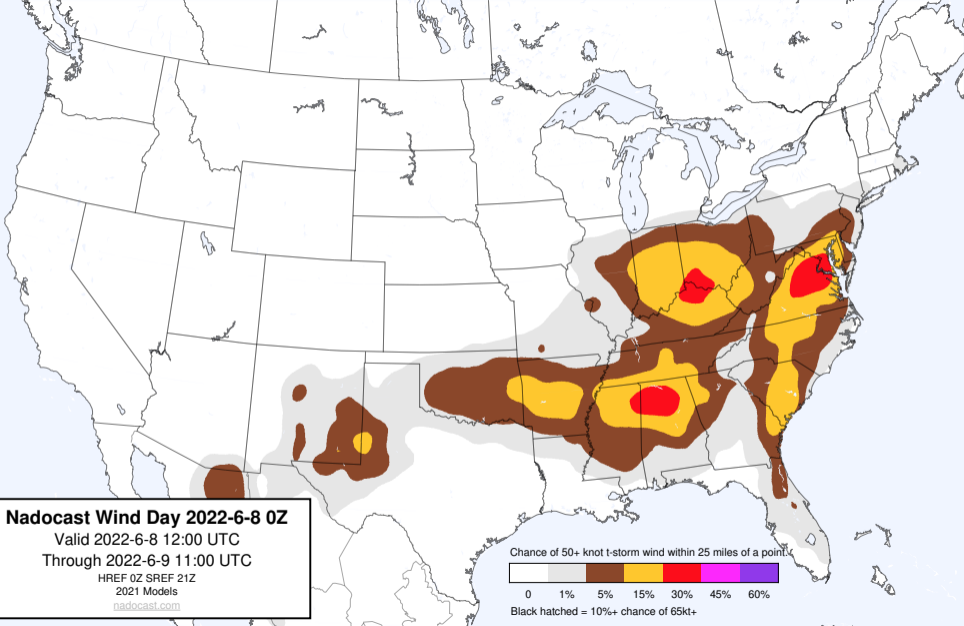 Nadocast Wind Day 2022-6-8 0Z
Valid 2022-6-8 12:00 UTC
Through 2022-6-9 11:00 UTC
HREF 0Z SREF 21Z
2021 Models
nadocast.com
Chance of 50+ knot t-storm wind within 25 miles of a point.
0 1% 5% 15% 30% 45% 60%
Black hatched = 10%+ chance of 65kt+